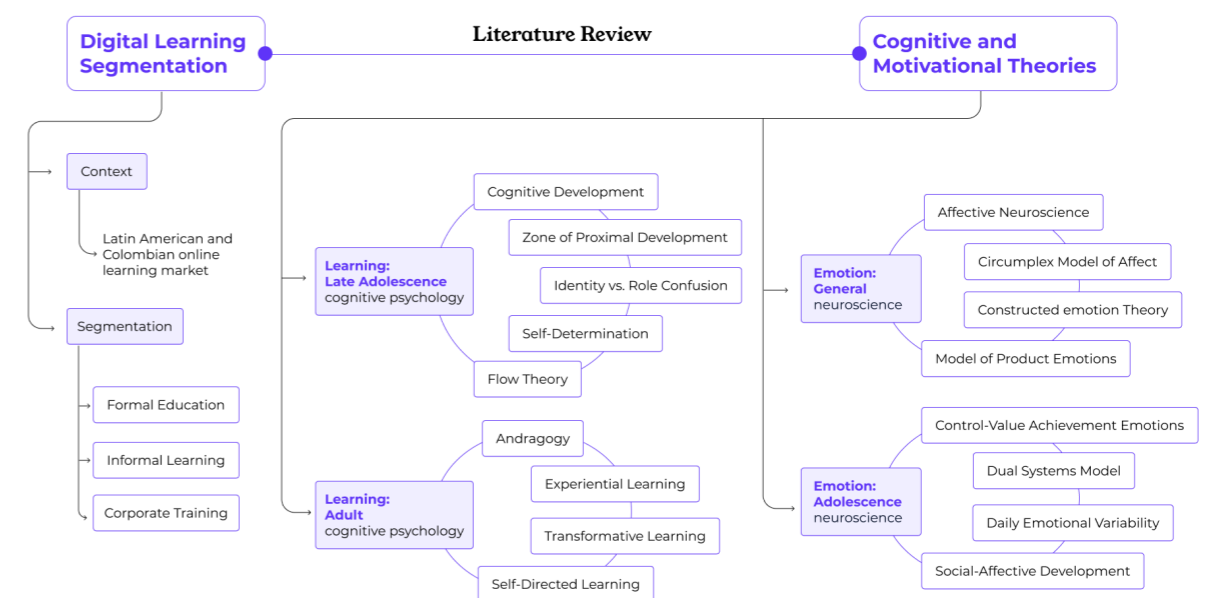 Literature Review
Digital Learning
Segmentation
Cognitive and
Motivational Theories
Context
Latin American and
Colombian online
learning market
Segmentation
Formal Education
Informal Learning
Corporate Training
Learning:
Late Adolescence
cognitive psychology
Cognitive Development
Zone of Proximal Development
Identity vs. Role Confusion
Self-Determination
Flow Theory
Learning:
Adult
cognitive psychology
Andragogy
Experiential Learning
Transformative Learning
Self-Directed Learning
Emotion:
General
neuroscience
Affective Neuroscience
Circumplex Model of Affect
Constructed emotion Theory
Model of Product Emotions
Emotion:
Adolescence
neuroscience
Control-Value Achievement Emotions
Dual Systems Model
Daily Emotional Variability
Social-Affective Development